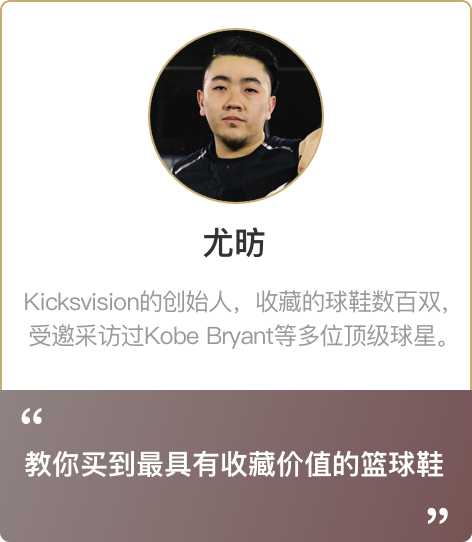 尤昉
Kicksvision的创始人，收藏的球鞋数百双，
受邀采访过Kobe Bryant等多位顶级球星。
“
教你买到最具有收藏价值的篮球鞋
”